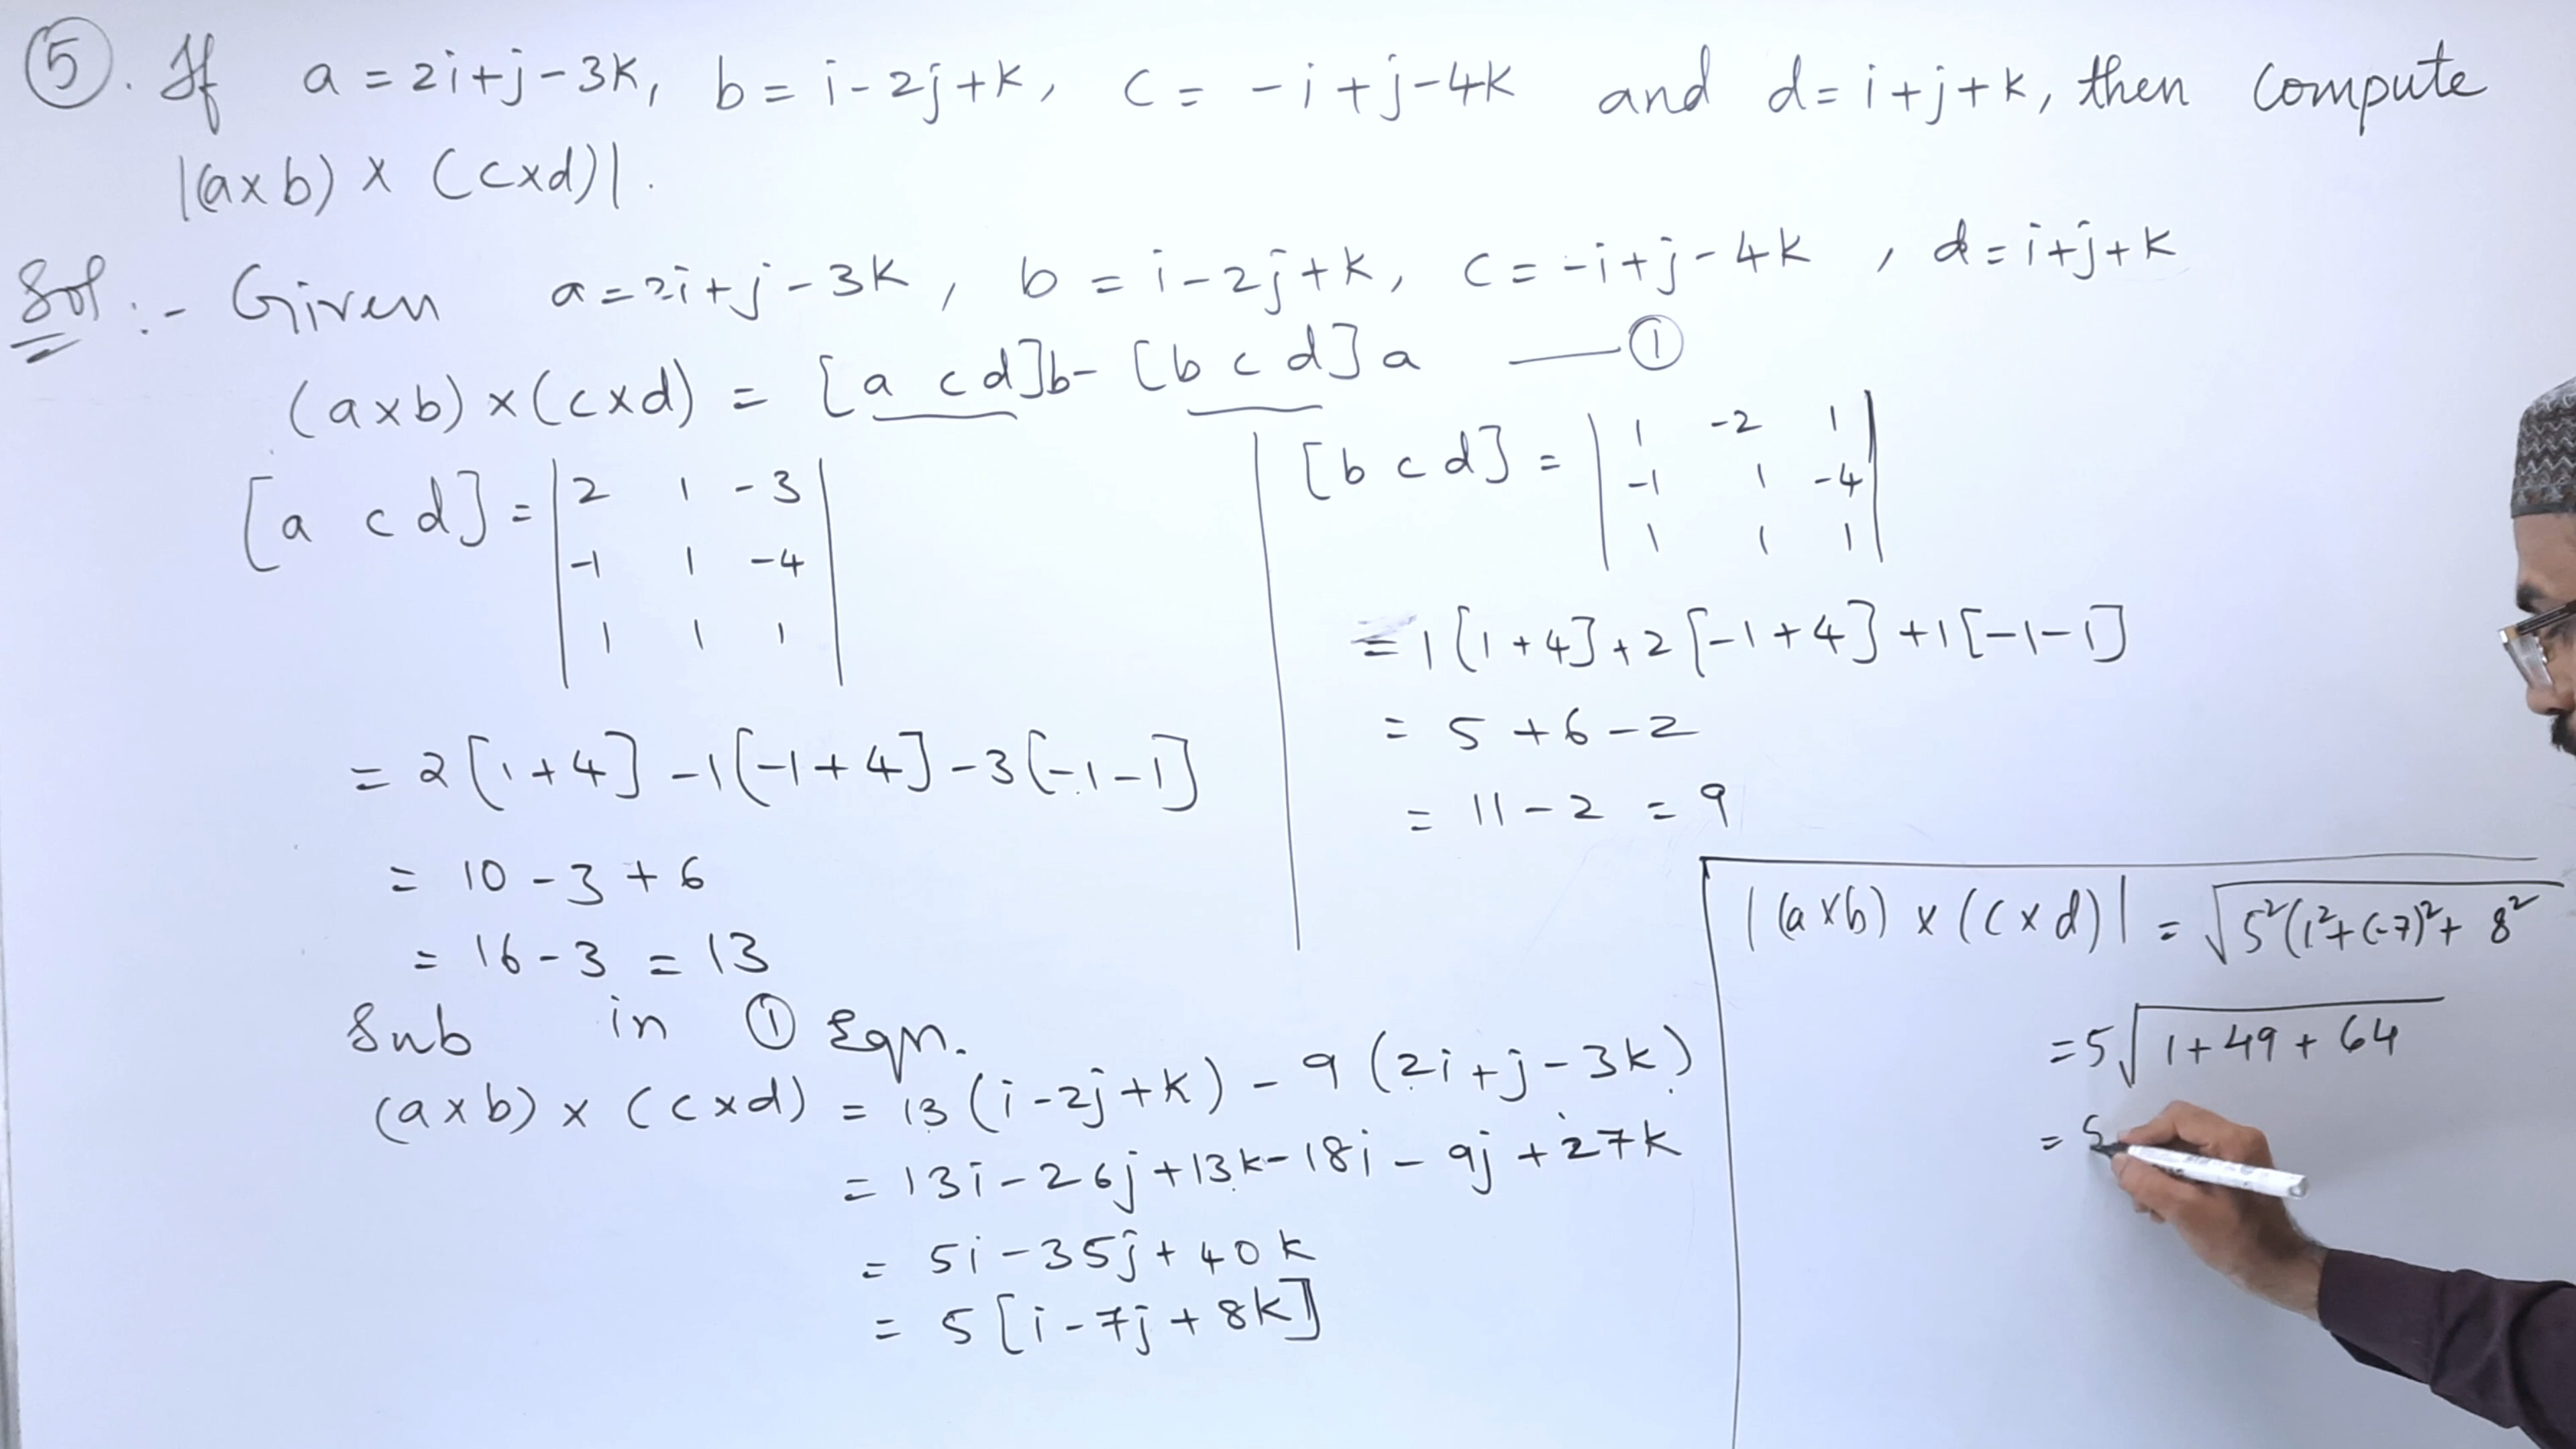 ⑤. If a = 2i+j-3k, b = i-2j+k, c = -i+j-4k and d = i+j+k, then compute
|(a×b) × (c×d)|.
Sol :- Given a = 2i+j-3k, b = i-2j+k, c = -i+j-4k, d = i+j+k
(a×b)×(c×d) = [a c d]b- [b c d] a —— ①
[a c d] = | 2 1 -3 |
| -1 1 -4 |
| 1 1 1 |
= 2[1+4] -1[-1+4] -3[-1-1]
= 10 - 3 + 6
= 16 - 3 = 13
[b c d] = | 1 -2 1 |
| -1 1 -4 |
| 1 1 1 |
= 1[1+4]+2[-1+4]+1[-1-1]
= 5 + 6 - 2
= 11 - 2 = 9
Sub in ① Eqn.
(a×b) × (c×d) = 13(i-2j+k) - 9(2i+j-3k)
= 13i-26j+13k-18i-9j+27k
= 5i-35j+40k
= 5[i-7j+8k]
|(a×b) × (c×d)| = √5²(1²+(-7)²+ 8²
= 5√1+49+64
= 5